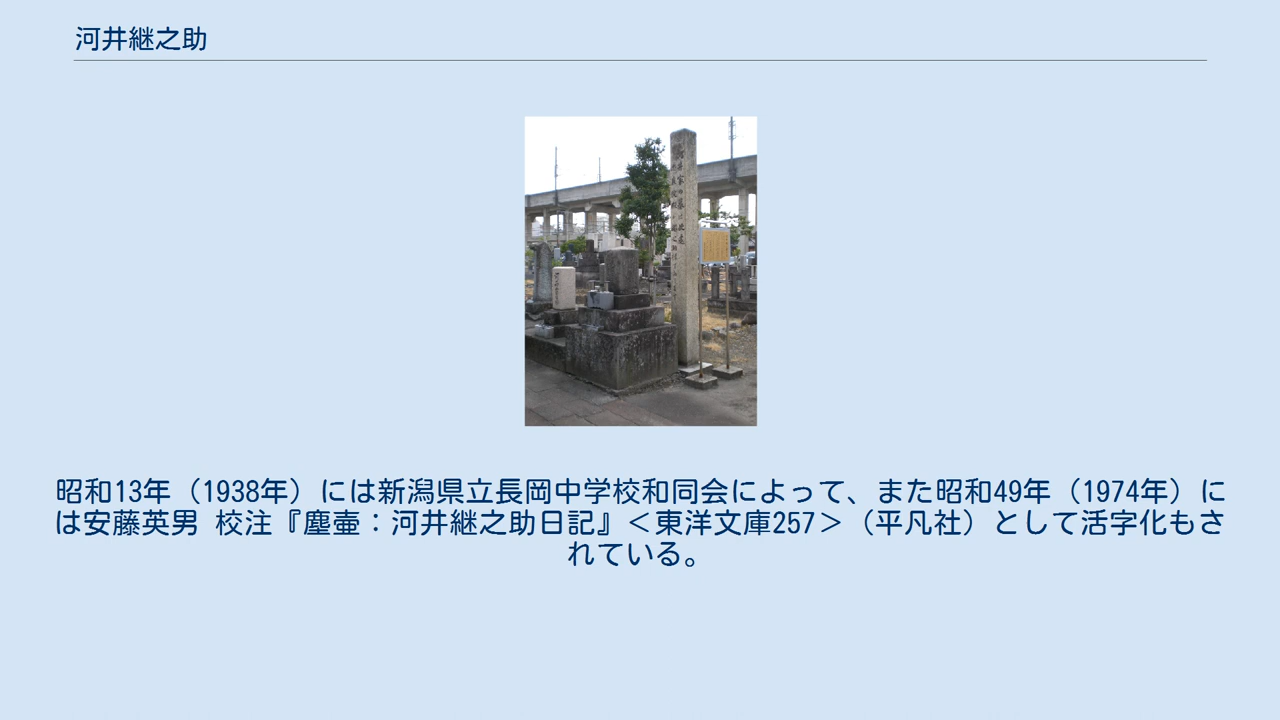 河井継之助
昭和13年（1938年）には新潟県立長岡中学校和同会によって、また昭和49年（1974年）に
は安藤英男 校注『塵壷：河井継之助日記』＜東洋文庫257＞（平凡社）として活字化もさ
れている。